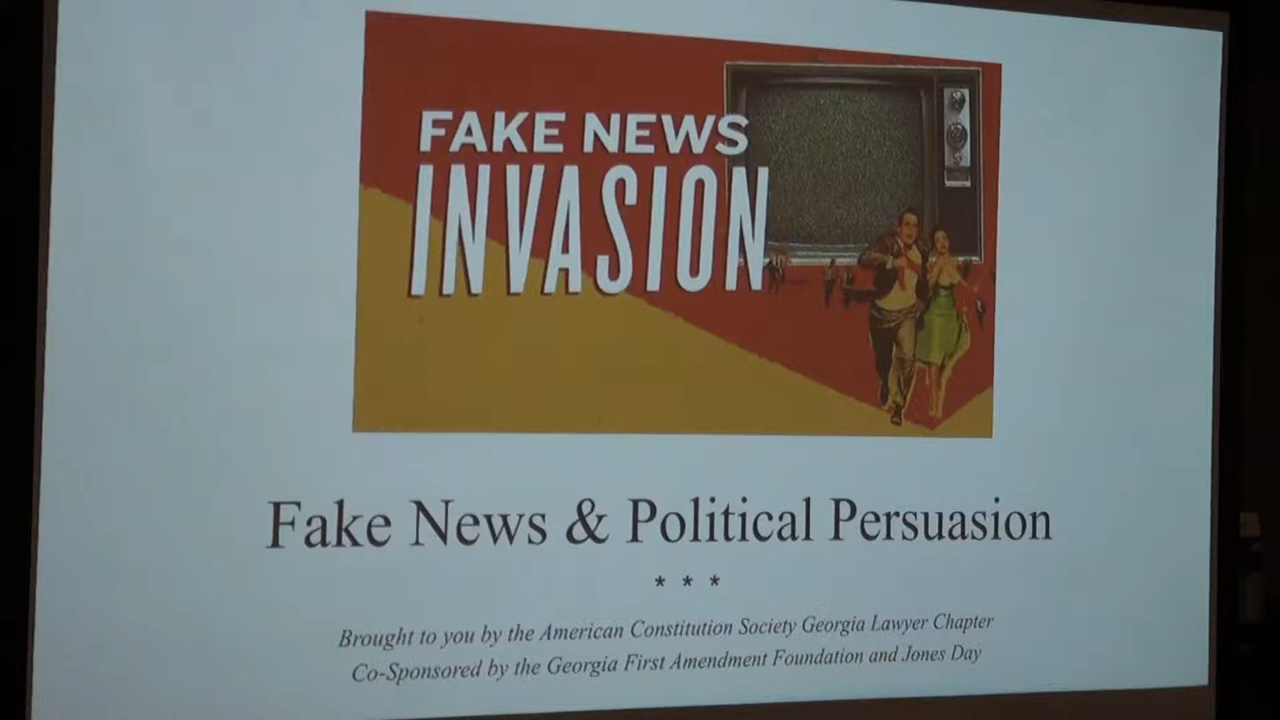 FAKE NEWS
INVASION
Fake News & Political Persuasion
* * *
Brought to you by the American Constitution Society Georgia Lawyer Chapter
Co-Sponsored by the Georgia First Amendment Foundation and Jones Day